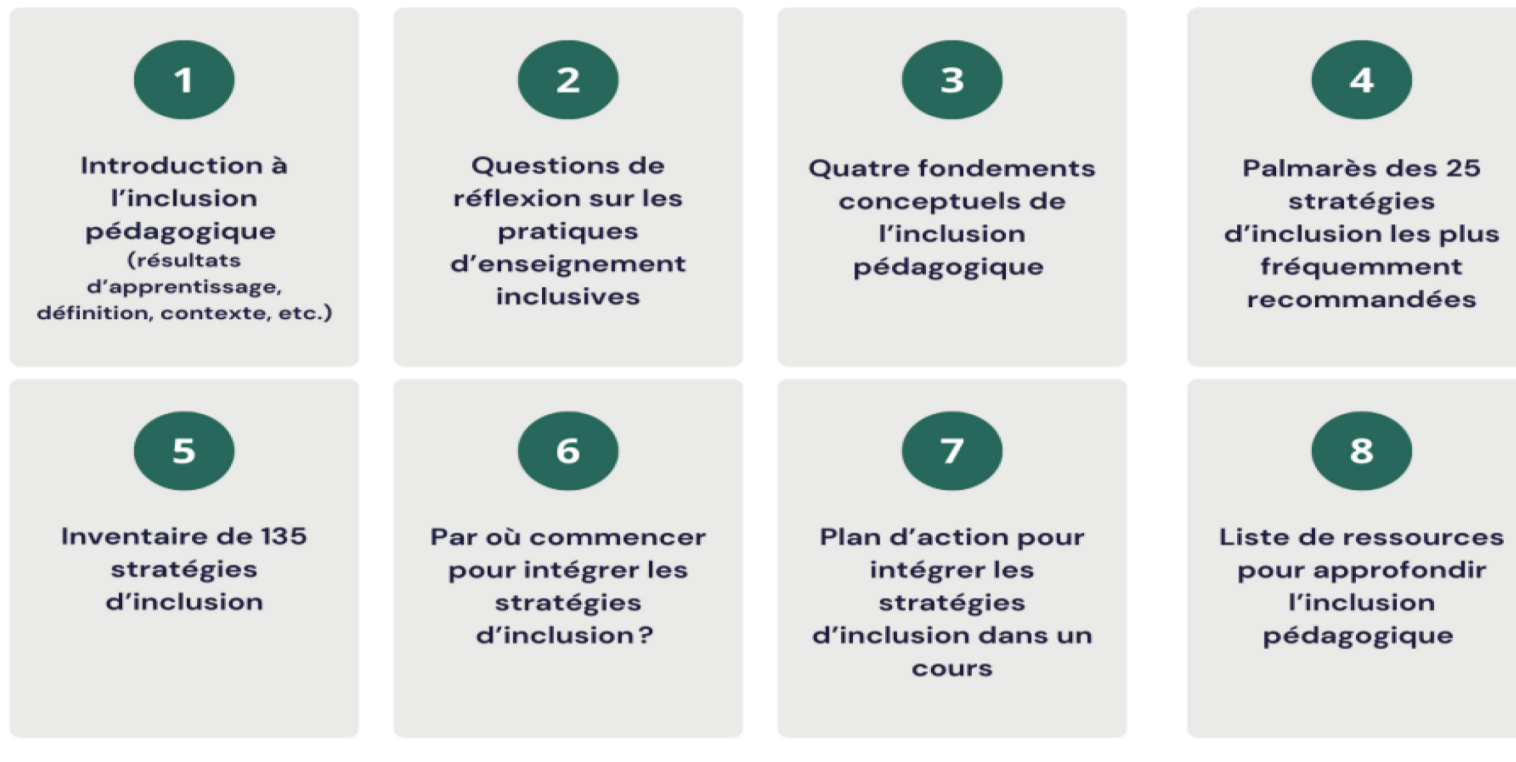 1
Introduction à
l'inclusion
pédagogique
(résultats
d'apprentissage,
définition, contexte, etc.)
2
Questions de
réflexion sur les
pratiques
d'enseignement
inclusives
3
Quatre fondements
conceptuels de
l'inclusion
pédagogique
4
Palmarès des 25
stratégies
d'inclusion les plus
fréquemment
recommandées
5
Inventaire de 135
stratégies
d'inclusion
6
Par où commencer
pour intégrer les
stratégies
d'inclusion ?
7
Plan d'action pour
intégrer les
stratégies
d'inclusion dans un
cours
8
Liste de ressources
pour approfondir
l'inclusion
pédagogique